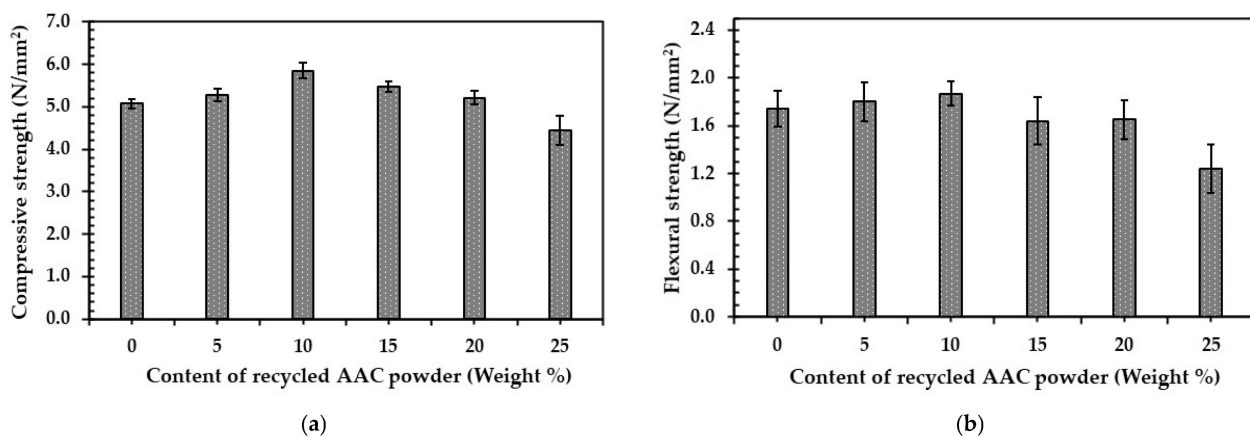 Compressive strength (N/mm²)
7.0
6.0
5.0
4.0
3.0
2.0
1.0
0.0
0 5 10 15 20 25
Content of recycled AAC powder (Weight %)
(a)
Flexural strength (N/mm²)
2.4
2.0
1.6
1.2
0.8
0.4
0.0
0 5 10 15 20 25
Content of recycled AAC powder (Weight %)
(b)